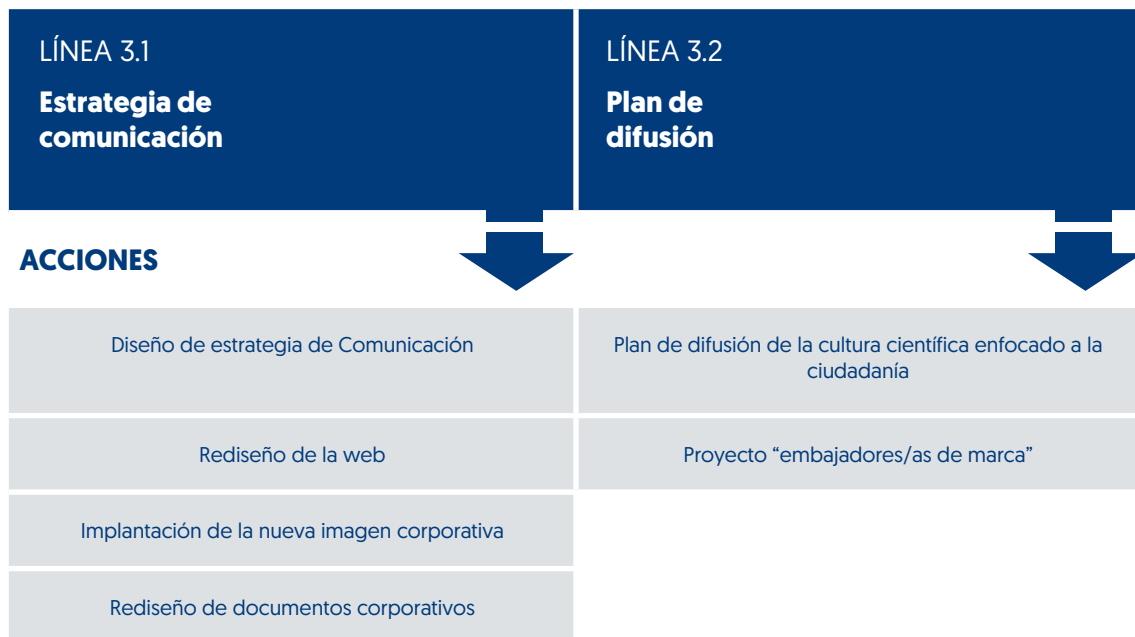 LÍNEA 3.1
Estrategia de
comunicación
LÍNEA 3.2
Plan de
difusión
ACCIONES
Diseño de estrategia de Comunicación
Plan de difusión de la cultura científica enfocado a la
ciudadanía
Rediseño de la web
Proyecto “embajadores/as de marca”
Implantación de la nueva imagen corporativa
Rediseño de documentos corporativos